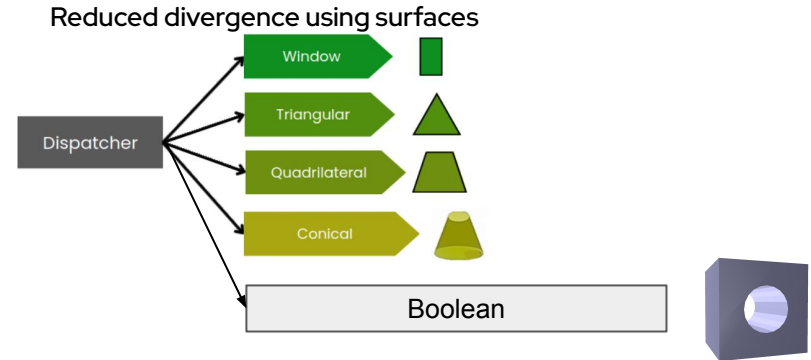 Reduced divergence using surfaces
Window
Triangular
Dispatcher
Quadrilateral
Conical
Boolean